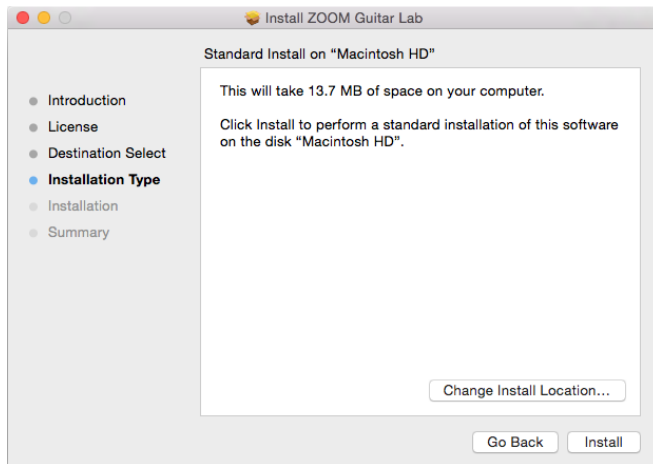 Install ZOOM Guitar Lab
Standard Install on “Macintosh HD”
Introduction
License
Destination Select
Installation Type
Installation
Summary
This will take 13.7 MB of space on your computer.
Click Install to perform a standard installation of this software
on the disk “Macintosh HD”.
Change Install Location...
Go Back
Install